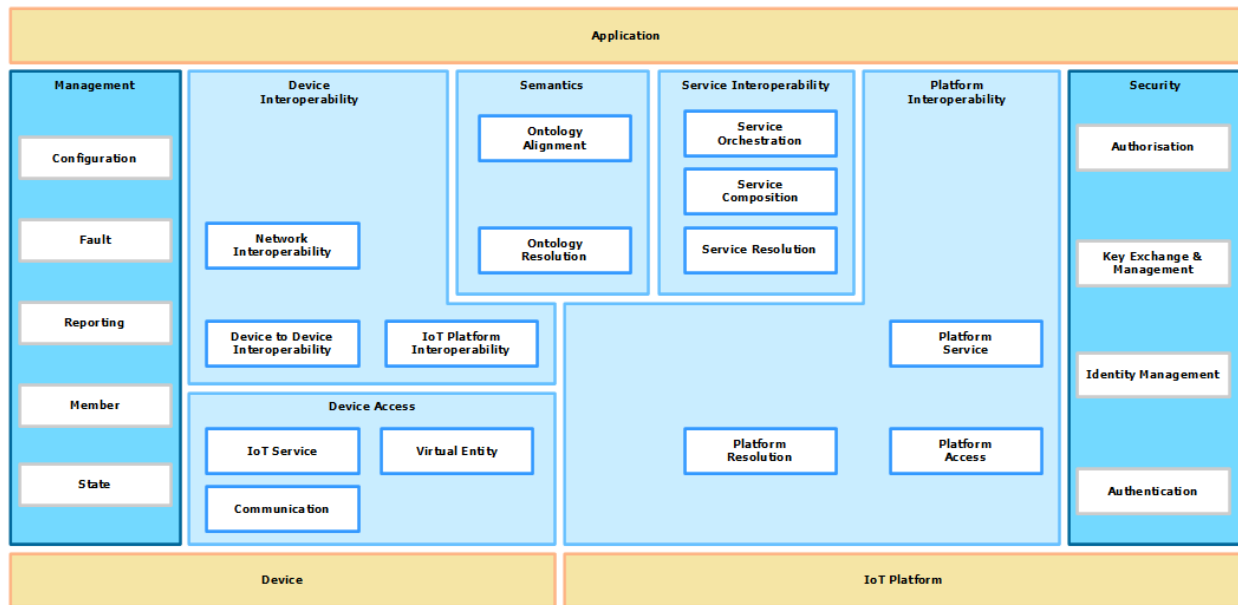 Application
Management
Configuration
Fault
Reporting
Member
State
Device
Interoperability
Network
Interoperability
Device to Device
Interoperability
IoT Platform
Interoperability
Device Access
IoT Service
Virtual Entity
Communication
Semantics
Ontology
Alignment
Ontology
Resolution
Service Interoperability
Service
Orchestration
Service
Composition
Service Resolution
Platform
Interoperability
Platform
Service
Platform
Resolution
Platform
Access
Security
Authorisation
Key Exchange &
Management
Identity Management
Authentication
Device
IoT Platform